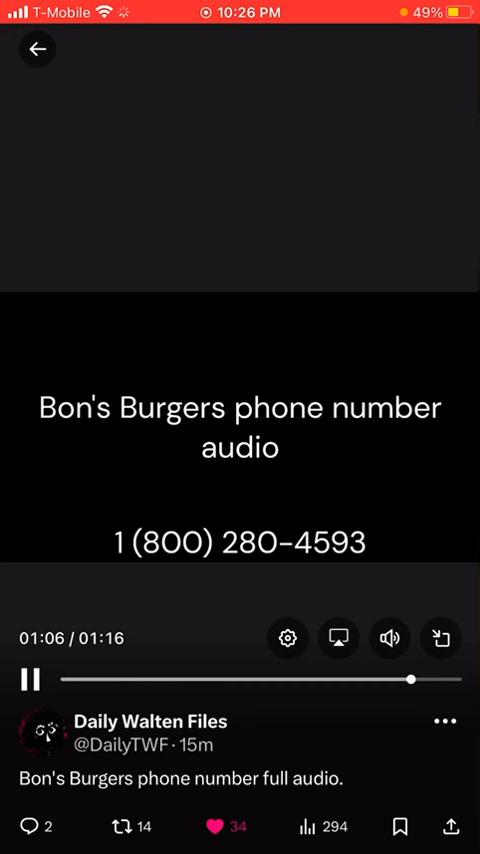 T-Mobile 10:26 PM 49%
Bon's Burgers phone number
audio
1 (800) 280-4593
01:06 / 01:16
Daily Walten Files
@DailyTWF · 15m
Bon's Burgers phone number full audio.
2 14 34 294